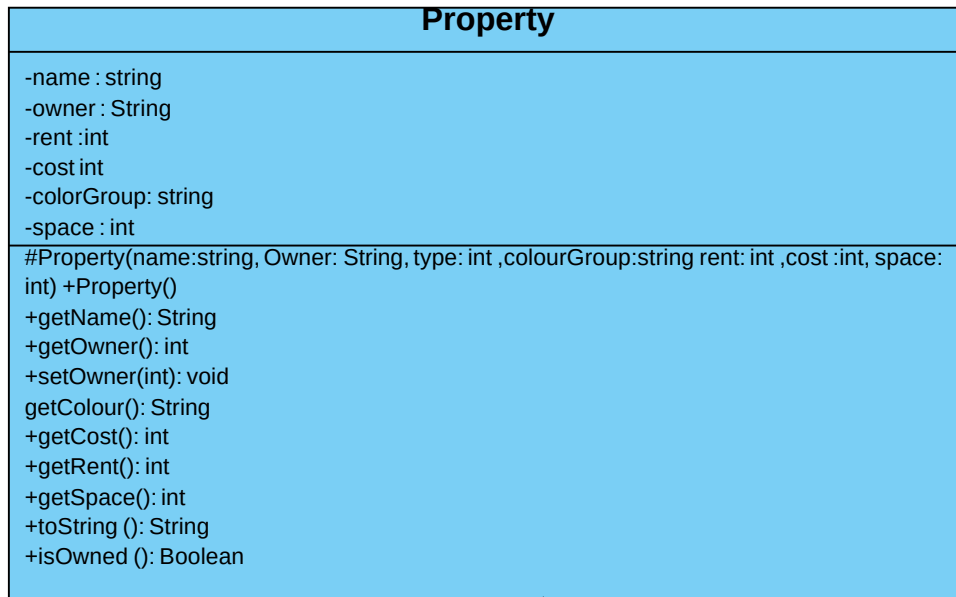 Property
-name : string
-owner : String
-rent :int
-cost int
-colorGroup: string
-space : int
#Property(name:string, Owner: String, type: int ,colourGroup:string rent: int ,cost :int, space:
int) +Property()
+getName(): String
+getOwner(): int
+setOwner(int): void
getColour(): String
+getCost(): int
+getRent(): int
+getSpace(): int
+toString (): String
+isOwned (): Boolean